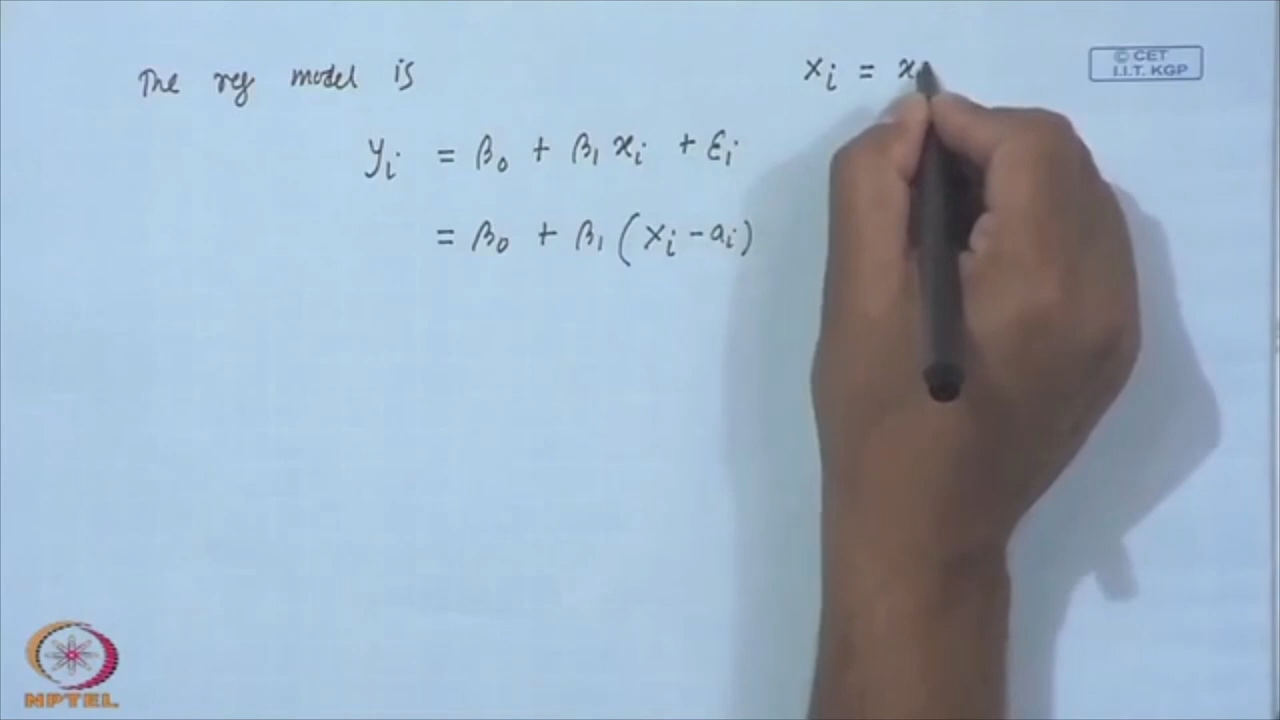 The reg model is
y_i = β_0 + β_1 x_i + ε_i
= β_0 + β_1 (X_i - a_i)
X_i = x
© CET
I.I.T. KGP
NPTEL